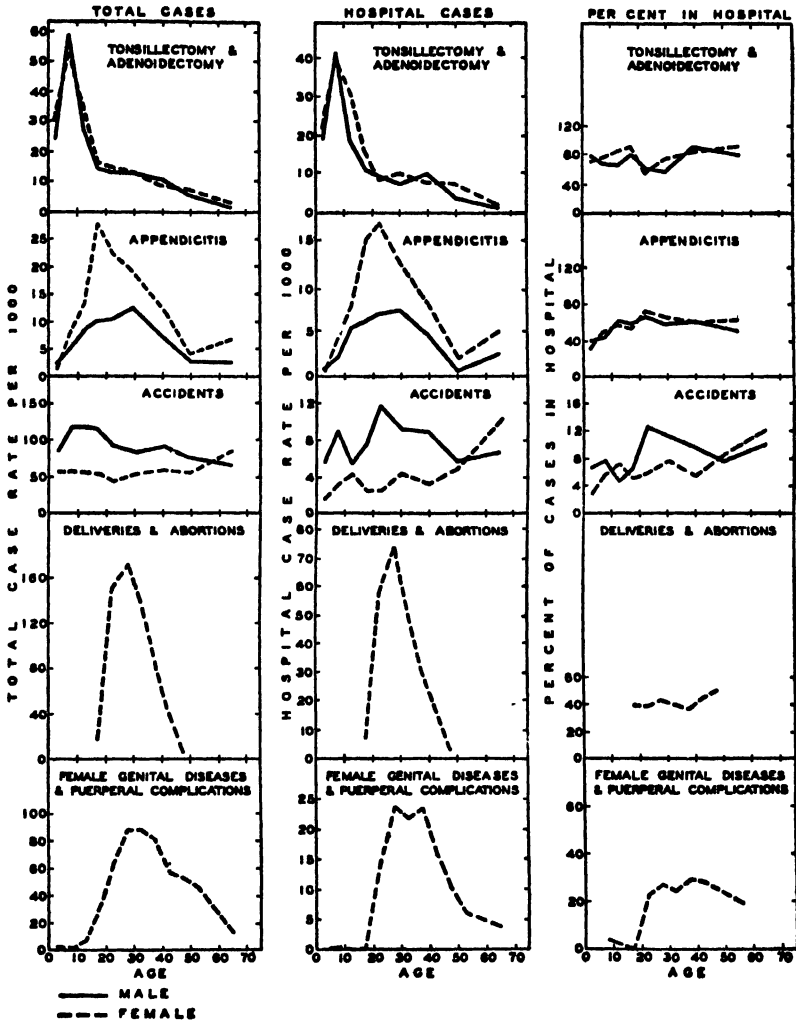 TOTAL CASES
TONSILLECTOMY &
ADENOIDECTOMY
60
50
40
30
20
10
0
APPENDICITIS
25
20
15
10
5
0
ACCIDENTS
150
100
50
0
DELIVERIES & ABORTIONS
160
120
80
40
0
FEMALE GENITAL DISEASES
& PUERPERAL COMPLICATIONS
100
80
60
40
20
0
0 10 20 30 40 50 60 70
AGE
TOTAL CASE RATE PER 1000
HOSPITAL CASES
TONSILLECTOMY &
ADENOIDECTOMY
40
30
20
10
0
APPENDICITIS
15
10
5
0
ACCIDENTS
12
8
4
0
DELIVERIES & ABORTIONS
80
70
60
50
40
30
20
10
0
FEMALE GENITAL DISEASES
& PUERPERAL COMPLICATIONS
25
20
15
10
5
0
0 10 20 30 40 50 60 70
AGE
HOSPITAL CASE RATE PER 1000
PER CENT IN HOSPITAL
TONSILLECTOMY &
ADENOIDECTOMY
120
80
40
0
APPENDICITIS
120
80
40
0
ACCIDENTS
16
12
8
4
0
DELIVERIES & ABORTIONS
60
40
20
0
FEMALE GENITAL DISEASES
& PUERPERAL COMPLICATIONS
60
40
20
0
0 10 20 30 40 50 60 70
AGE
PERCENT OF CASES IN HOSPITAL
MALE
FEMALE